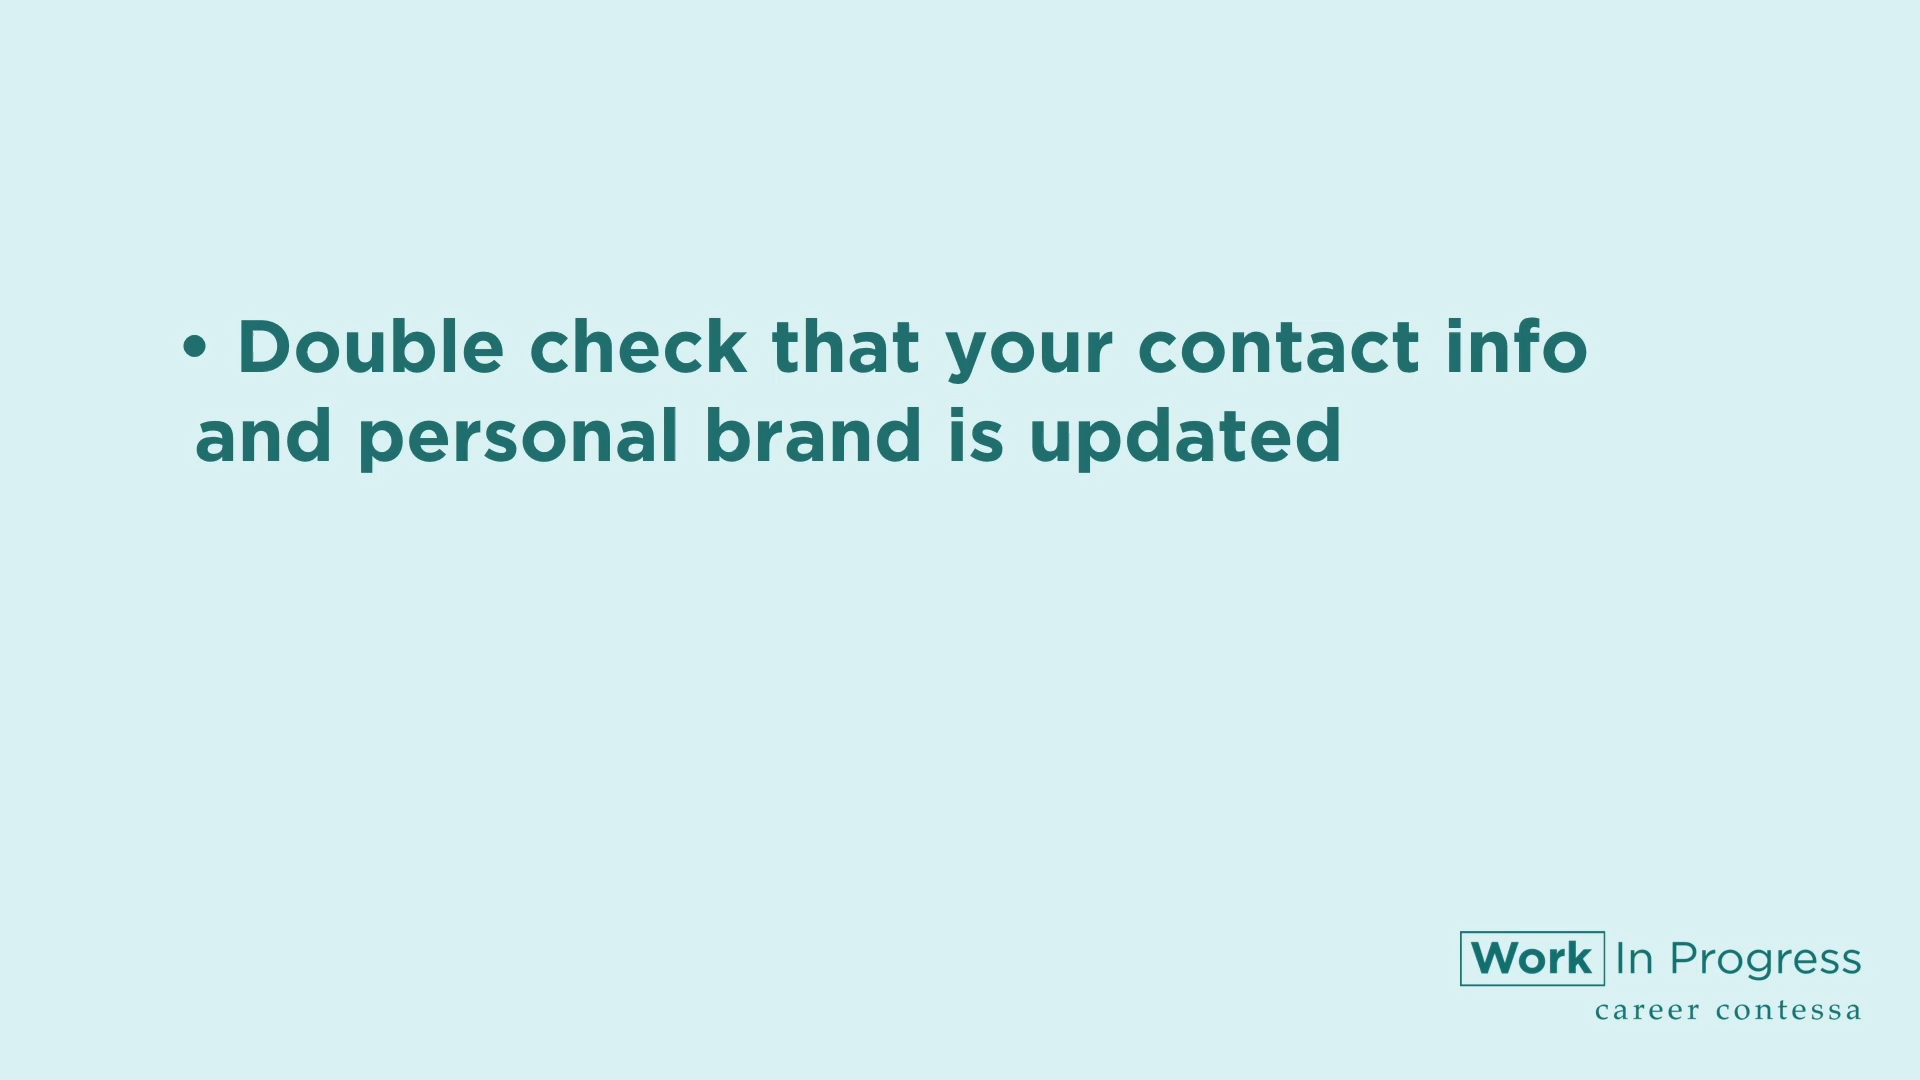 • Double check that your contact info
and personal brand is updated
Work In Progress
career contessa